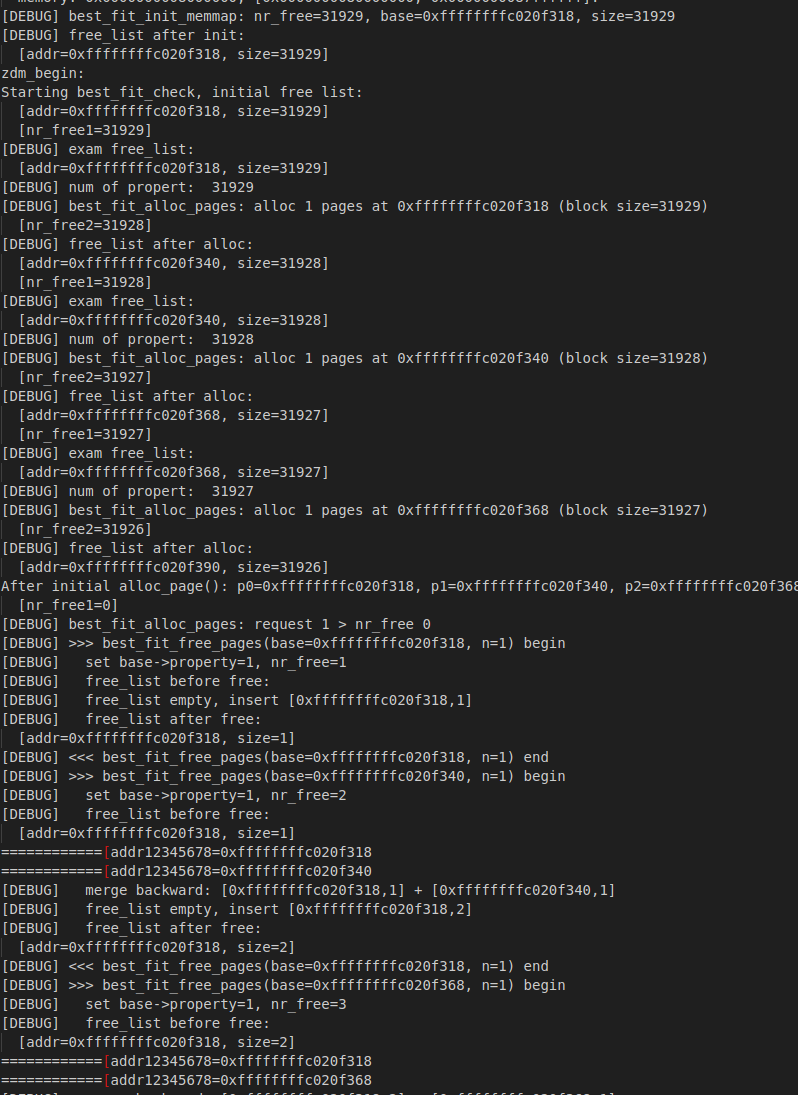 [DEBUG] best_fit_init_memmap: nr_free=31929, base=0xffffffffc020f318, size=31929
[DEBUG] free_list after init:
[addr=0xffffffffc020f318, size=31929]
zdm_begin:
Starting best_fit_check, initial free list:
[addr=0xffffffffc020f318, size=31929]
[nr_free1=31929]
[DEBUG] exam free_list:
[addr=0xffffffffc020f318, size=31929]
[DEBUG] num of propert:  31929
[DEBUG] best_fit_alloc_pages: alloc 1 pages at 0xffffffffc020f318 (block size=31929)
[nr_free2=31928]
[DEBUG] free_list after alloc:
[addr=0xffffffffc020f340, size=31928]
[nr_free1=31928]
[DEBUG] exam free_list:
[addr=0xffffffffc020f340, size=31928]
[DEBUG] num of propert:  31928
[DEBUG] best_fit_alloc_pages: alloc 1 pages at 0xffffffffc020f340 (block size=31928)
[nr_free2=31927]
[DEBUG] free_list after alloc:
[addr=0xffffffffc020f368, size=31927]
[nr_free1=31927]
[DEBUG] exam free_list:
[addr=0xffffffffc020f368, size=31927]
[DEBUG] num of propert:  31927
[DEBUG] best_fit_alloc_pages: alloc 1 pages at 0xffffffffc020f368 (block size=31927)
[nr_free2=31926]
[DEBUG] free_list after alloc:
[addr=0xffffffffc020f390, size=31926]
After initial alloc_page(): p0=0xffffffffc020f318, p1=0xffffffffc020f340, p2=0xffffffffc020f368
[nr_free1=0]
[DEBUG] best_fit_alloc_pages: request 1 > nr_free 0
[DEBUG] >>> best_fit_free_pages(base=0xffffffffc020f318, n=1) begin
[DEBUG]   set base->property=1, nr_free=1
[DEBUG]   free_list before free:
[DEBUG]   free_list empty, insert [0xffffffffc020f318,1]
[DEBUG]   free_list after free:
[addr=0xffffffffc020f318, size=1]
[DEBUG] <<< best_fit_free_pages(base=0xffffffffc020f318, n=1) end
[DEBUG] >>> best_fit_free_pages(base=0xffffffffc020f340, n=1) begin
[DEBUG]   set base->property=1, nr_free=2
[DEBUG]   free_list before free:
[addr=0xffffffffc020f318, size=1]
============[addr12345678=0xffffffffc020f318
============[addr12345678=0xffffffffc020f340
[DEBUG]   merge backward: [0xffffffffc020f318,1] + [0xffffffffc020f340,1]
[DEBUG]   free_list empty, insert [0xffffffffc020f318,2]
[DEBUG]   free_list after free:
[addr=0xffffffffc020f318, size=2]
[DEBUG] <<< best_fit_free_pages(base=0xffffffffc020f318, n=1) end
[DEBUG] >>> best_fit_free_pages(base=0xffffffffc020f368, n=1) begin
[DEBUG]   set base->property=1, nr_free=3
[DEBUG]   free_list before free:
[addr=0xffffffffc020f318, size=2]
============[addr12345678=0xffffffffc020f318
============[addr12345678=0xffffffffc020f368